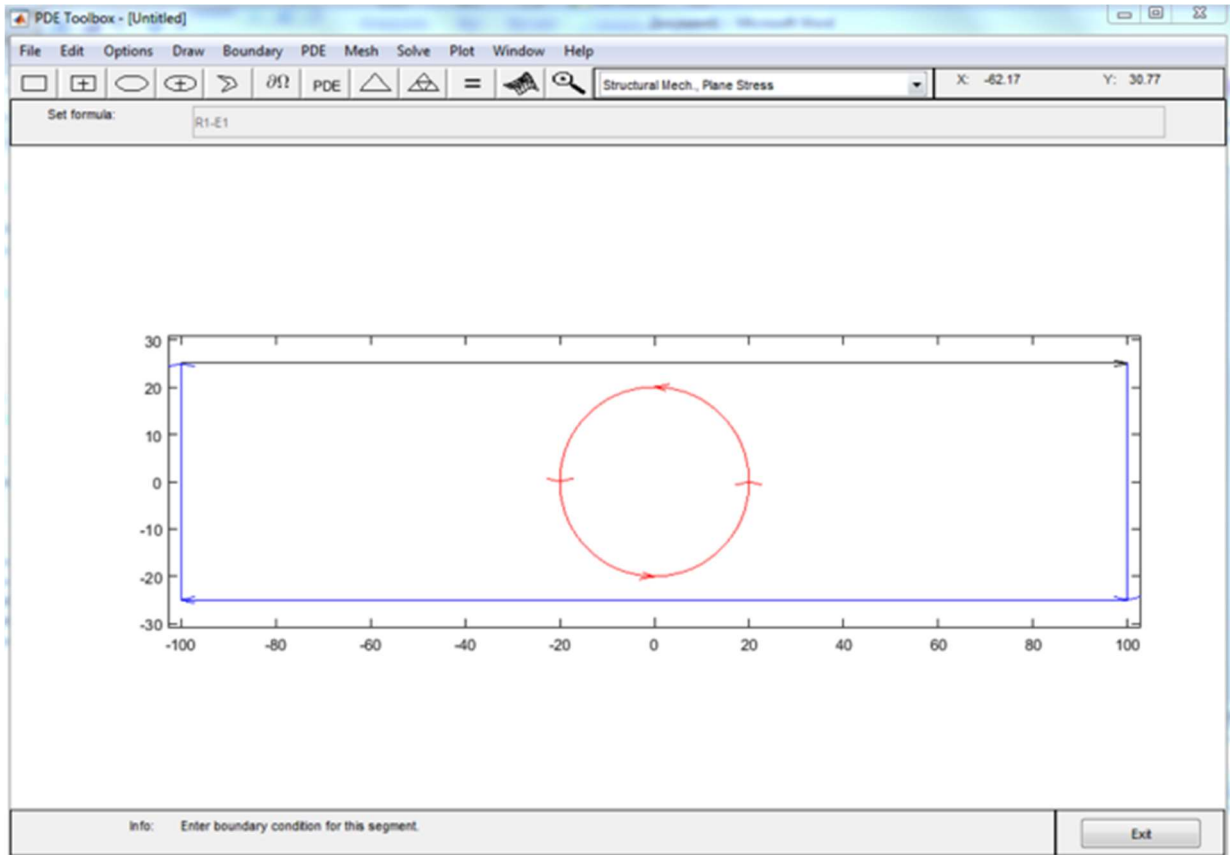 PDE Toolbox - [Untitled]
File Edit Options Draw Boundary PDE Mesh Solve Plot Window Help
∂Ω PDE = Structural Mech., Plane Stress X: -62.17 Y: 30.77
Set formula: R1-E1
30
20
10
0
-10
-20
-30
-100 -80 -60 -40 -20 0 20 40 60 80 100
Info: Enter boundary condition for this segment. Exit